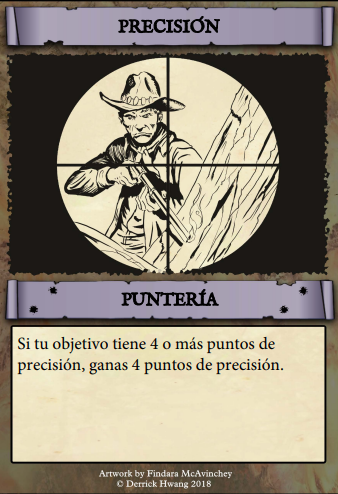 PRECISIÓN
PUNTERÍA
Si tu objetivo tiene 4 o más puntos de
precisión, ganas 4 puntos de precisión.
Artwork by Findara McAvinchey
© Derrick Hwang 2018